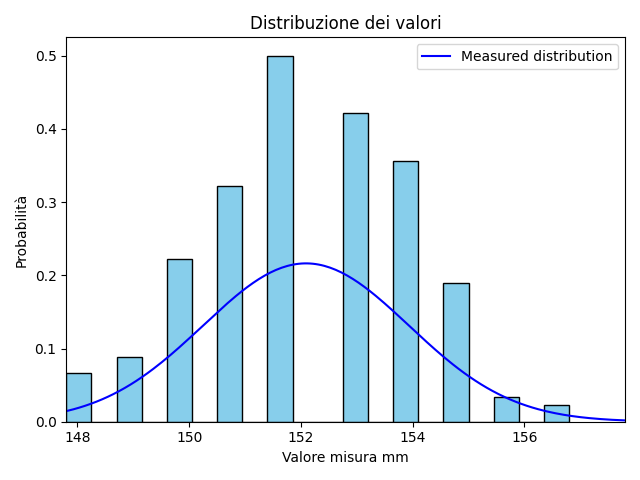 Distribuzione dei valori
Measured distribution
Probabilità
0.5
0.4
0.3
0.2
0.1
0.0
148 150 152 154 156
Valore misura mm